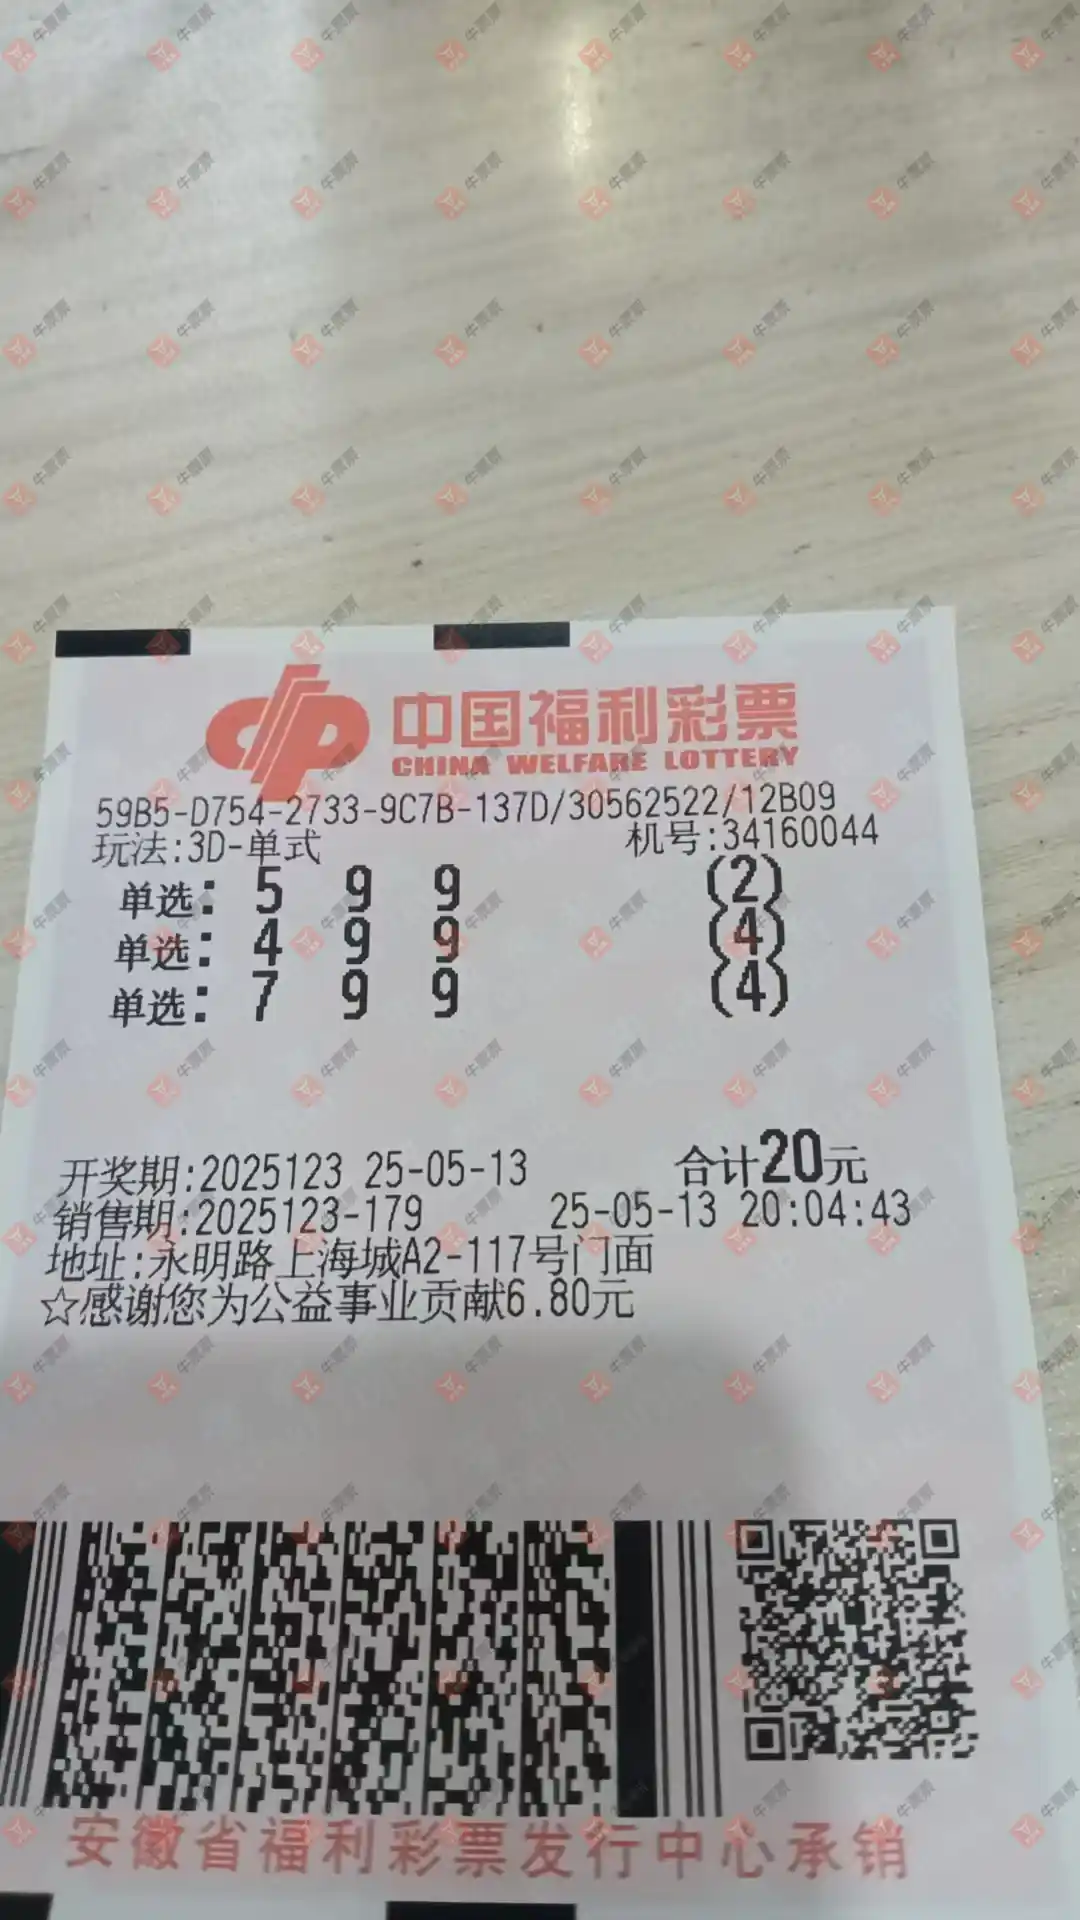 中国福利彩票
CHINA WELFARE LOTTERY
59B5-D754-2733-9C7B-137D/30562522/12B09
玩法:3D-单式 机号:34160044
单选: 5 9 9 (2)
单选: 4 9 9 (4)
单选: 7 9 9 (4)
开奖期:2025123 25-05-13 合计20元
销售期:2025123-179 25-05-13 20:04:43
地址:永明路上海城A2-117号门面
☆感谢您为公益事业贡献6.80元
安徽省福利彩票发行中心承销
牛票票